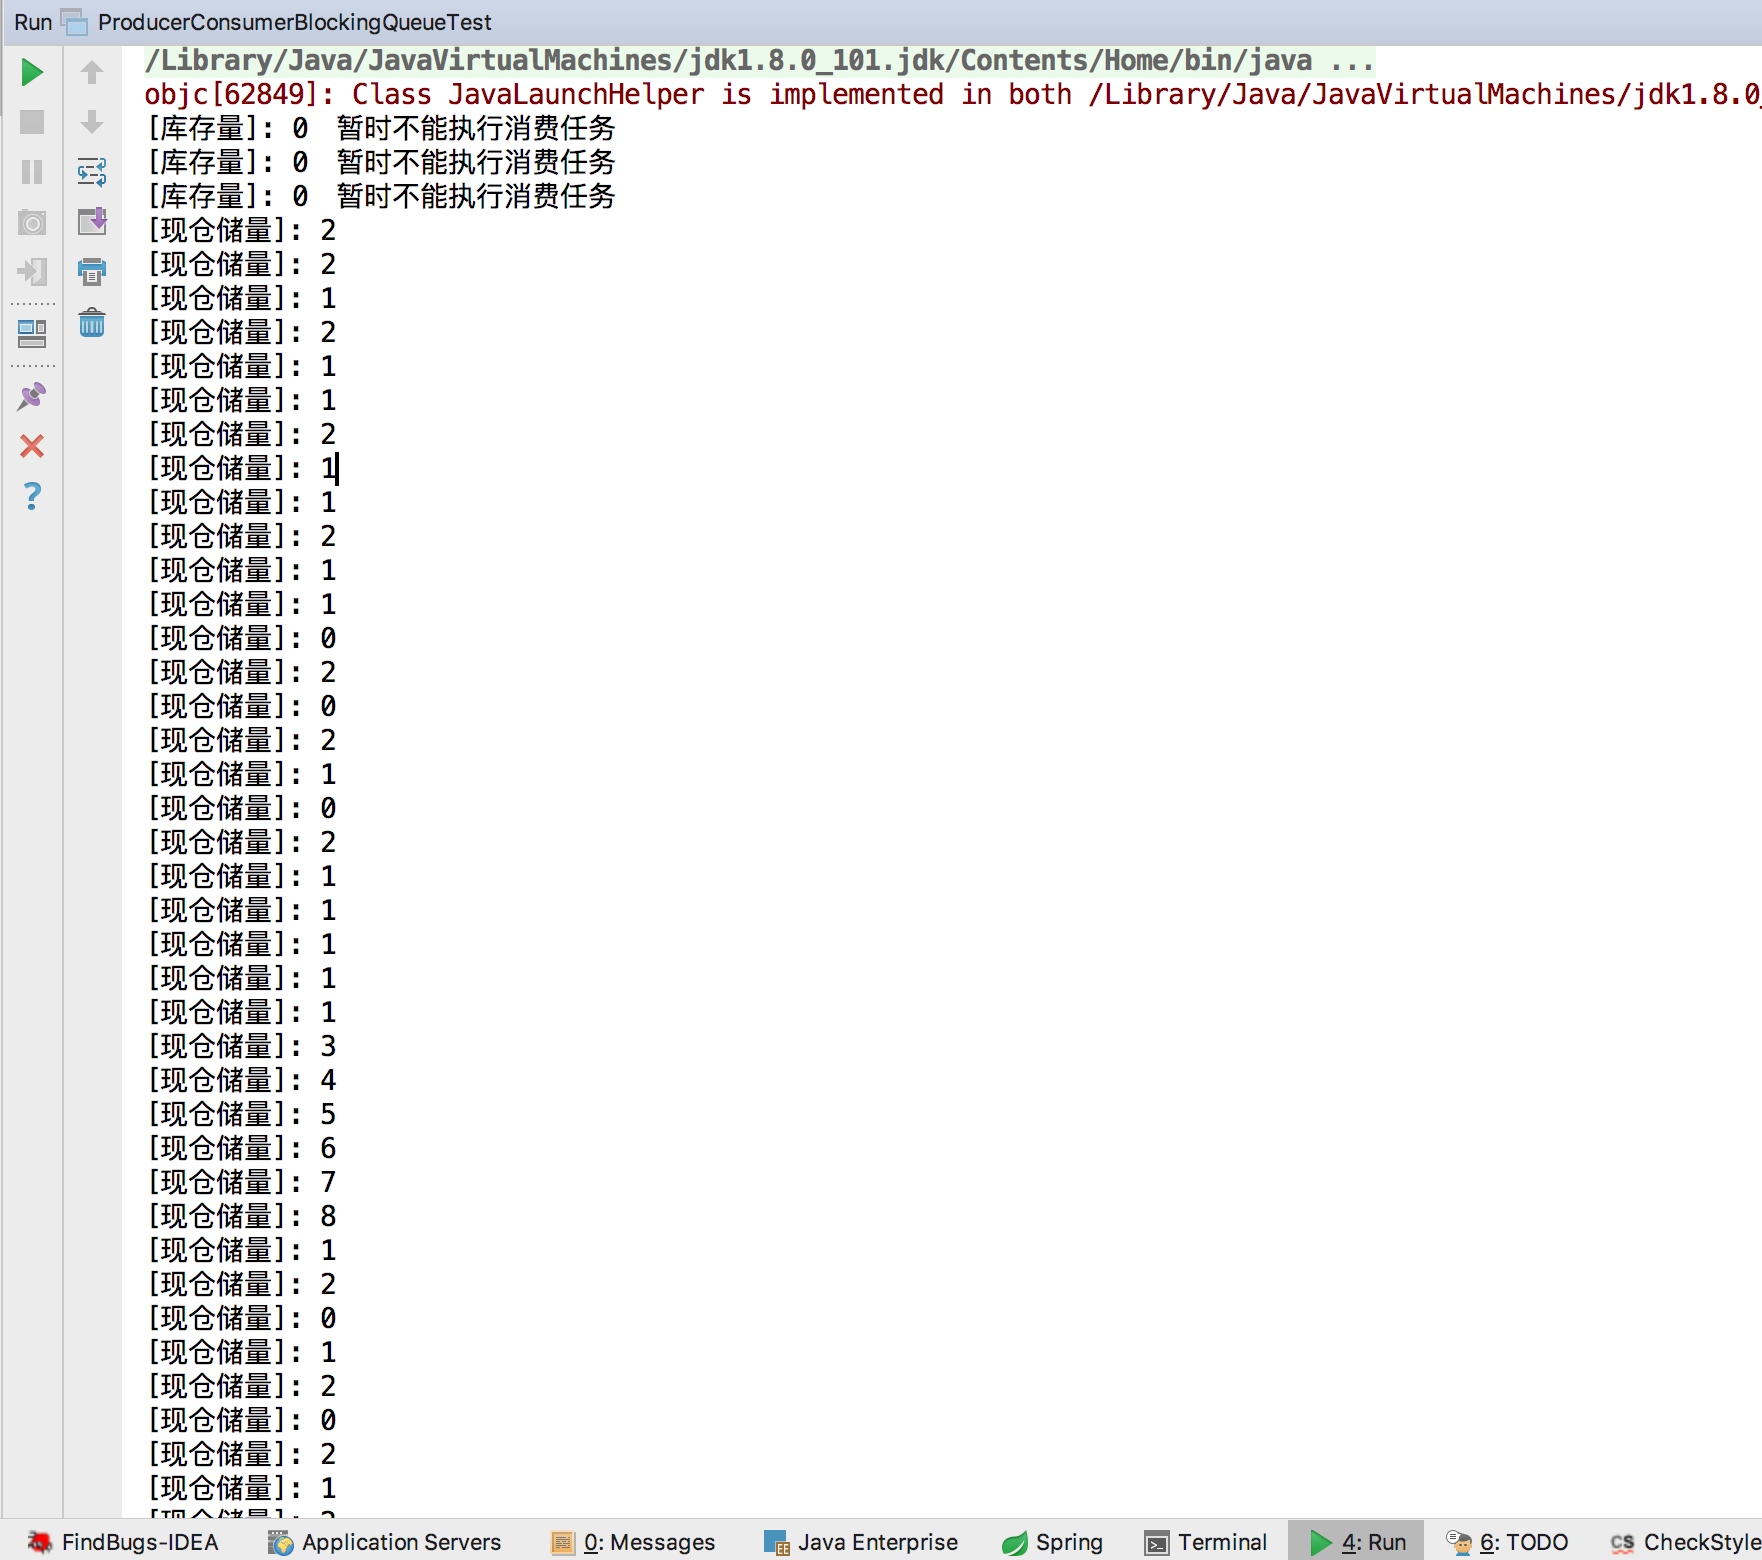 Run ProducerConsumerBlockingQueueTest
/Library/Java/JavaVirtualMachines/jdk1.8.0_101.jdk/Contents/Home/bin/java ...
objc[62849]: Class JavaLaunchHelper is implemented in both /Library/Java/JavaVirtualMachines/jdk1.8.0_
[库存量]: 0 暂时不能执行消费任务
[库存量]: 0 暂时不能执行消费任务
[库存量]: 0 暂时不能执行消费任务
[现仓储量]: 2
[现仓储量]: 2
[现仓储量]: 1
[现仓储量]: 2
[现仓储量]: 1
[现仓储量]: 1
[现仓储量]: 2
[现仓储量]: 1
[现仓储量]: 1
[现仓储量]: 2
[现仓储量]: 1
[现仓储量]: 1
[现仓储量]: 0
[现仓储量]: 2
[现仓储量]: 0
[现仓储量]: 2
[现仓储量]: 1
[现仓储量]: 0
[现仓储量]: 2
[现仓储量]: 1
[现仓储量]: 1
[现仓储量]: 1
[现仓储量]: 1
[现仓储量]: 1
[现仓储量]: 3
[现仓储量]: 4
[现仓储量]: 5
[现仓储量]: 6
[现仓储量]: 7
[现仓储量]: 8
[现仓储量]: 1
[现仓储量]: 2
[现仓储量]: 0
[现仓储量]: 1
[现仓储量]: 2
[现仓储量]: 0
[现仓储量]: 2
[现仓储量]: 1
FindBugs-IDEA Application Servers 0: Messages Java Enterprise Spring Terminal 4: Run 6: TODO CS CheckStyle